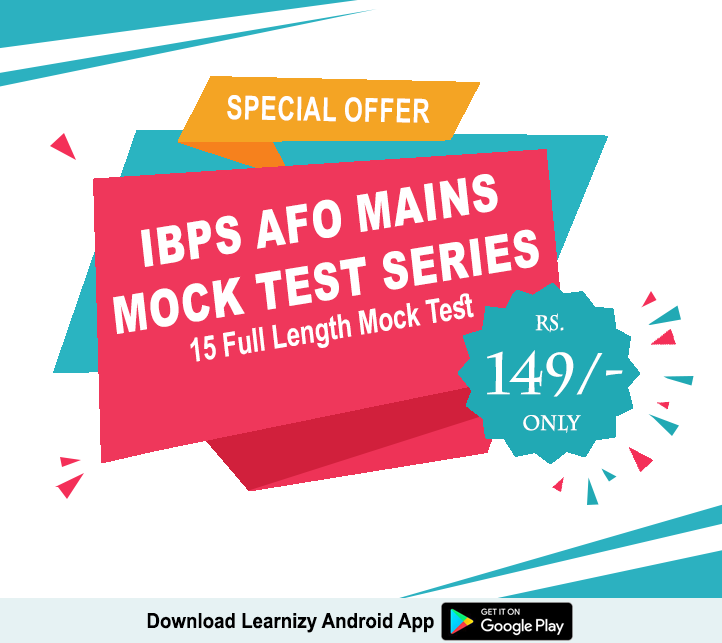 SPECIAL OFFER
IBPS AFO MAINS
MOCK TEST SERIES
15 Full Length Mock Test
RS.
149/-
ONLY
Download Learnizy Android App
GET IT ON
Google Play